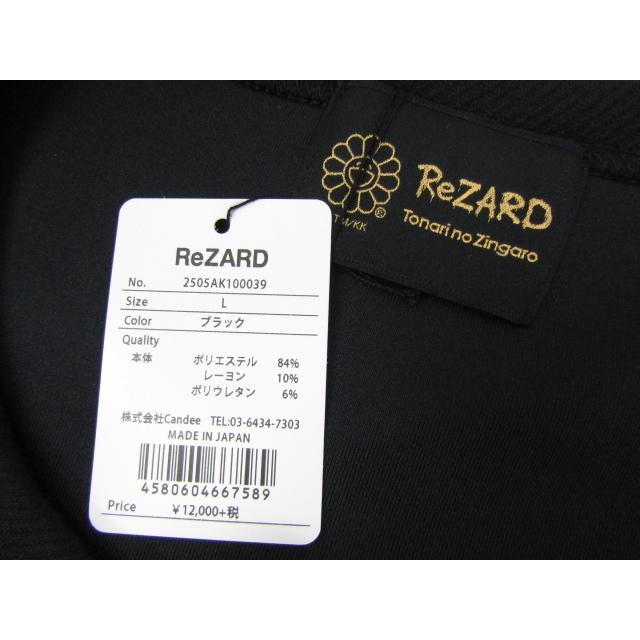 ReZARD
Tonari no Zingaro
TM/KK
®
ReZARD
No. 2505AK100039
Size L
Color ブラック
Quality
本体 ポリエステル 84%
レーヨン 10%
ポリウレタン 6%
株式会社Candee TEL:03-6434-7303
MADE IN JAPAN
4580604667589
Price ¥12,000+税